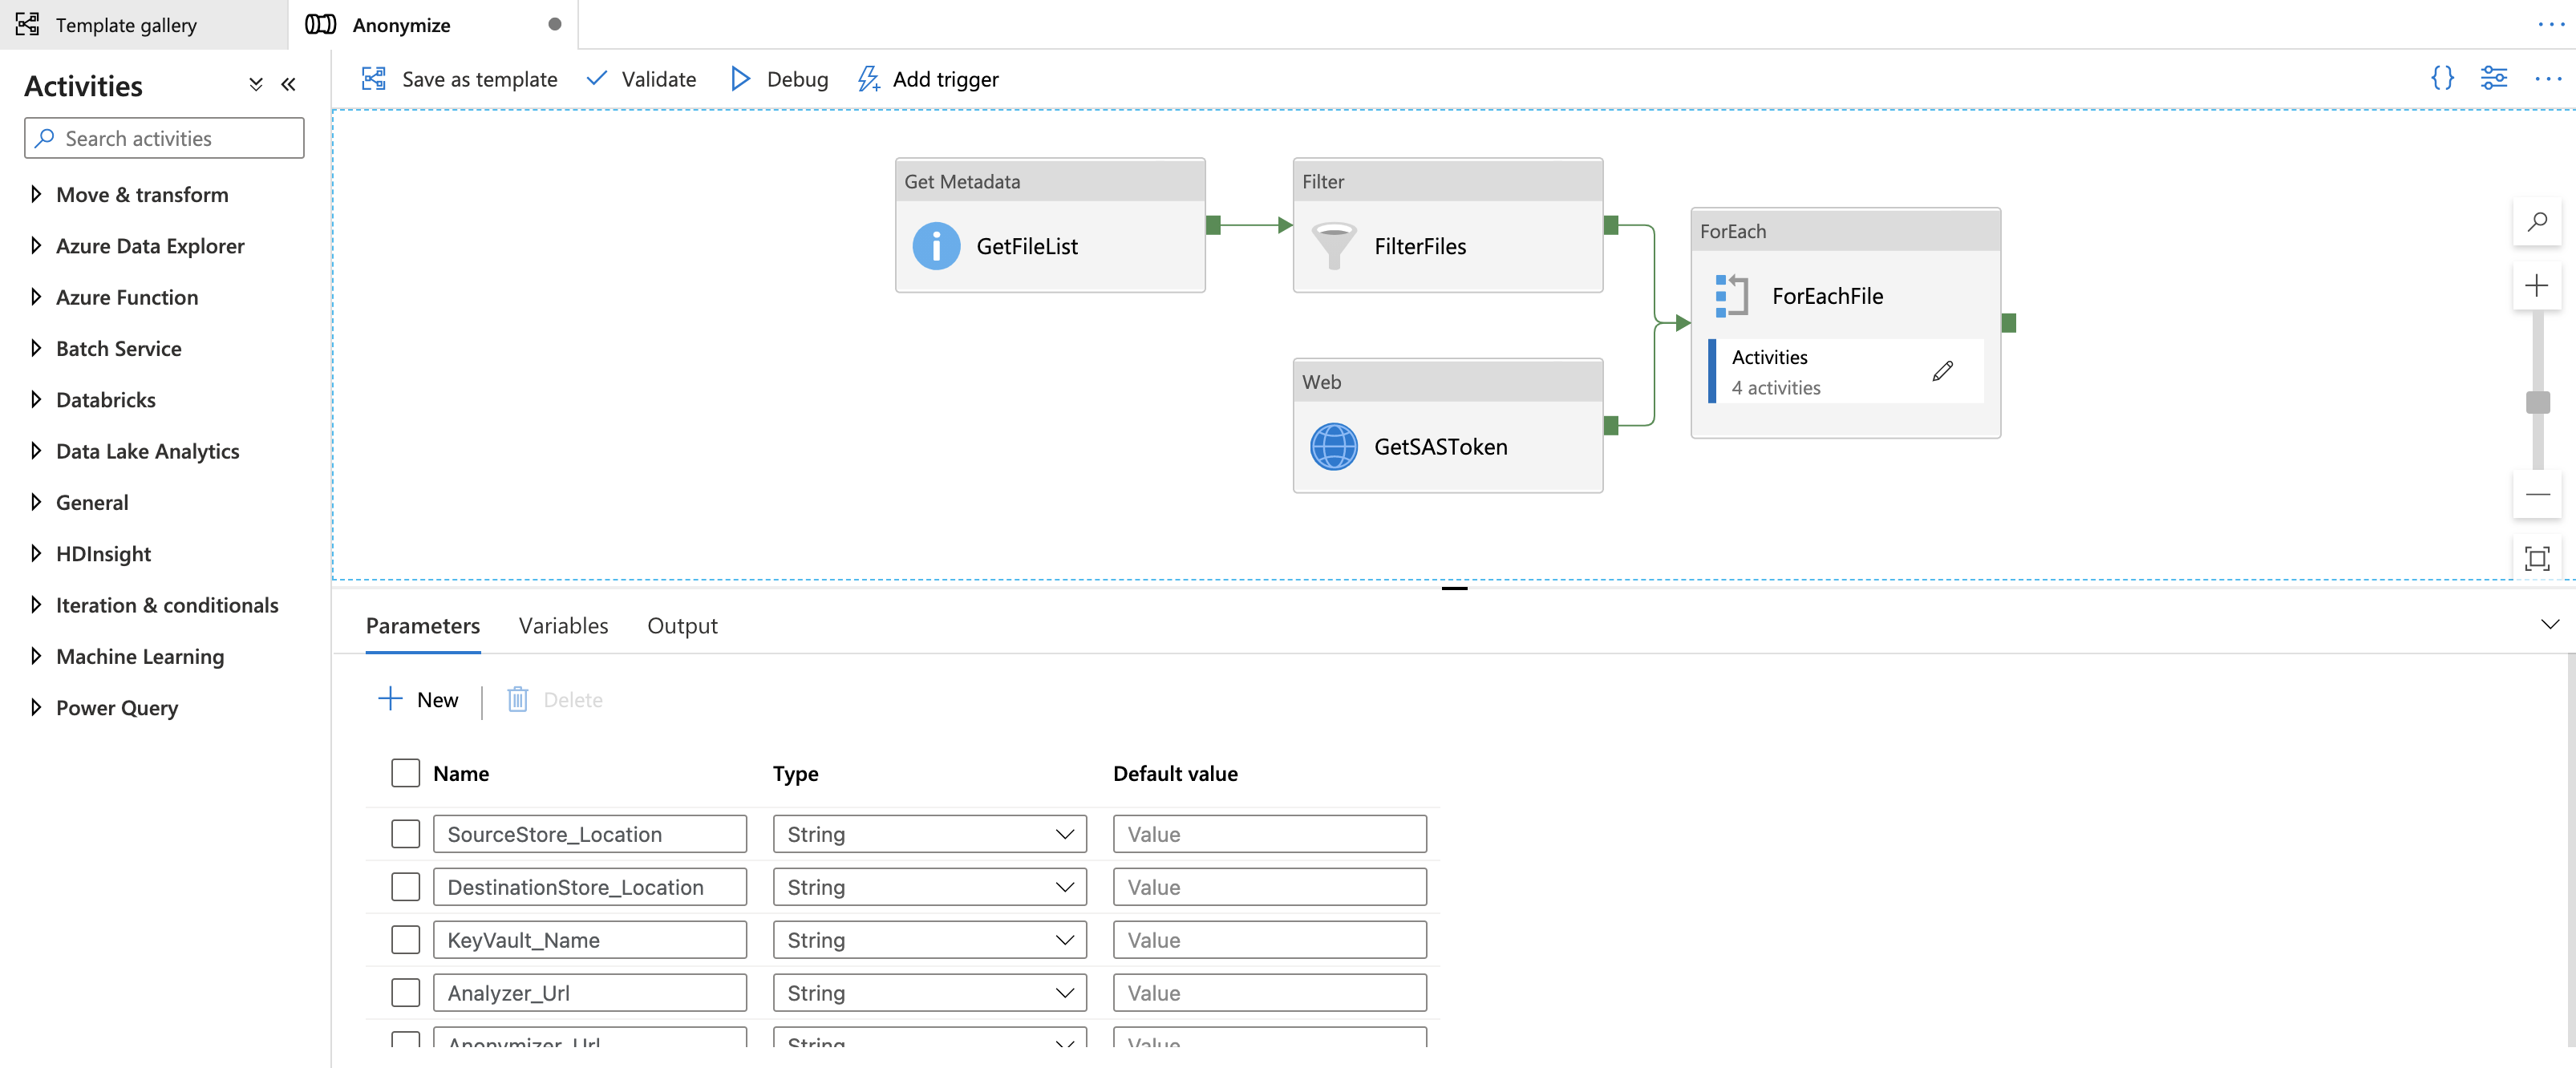 Template gallery
Anonymize
Activities
Search activities
Move & transform
Azure Data Explorer
Azure Function
Batch Service
Databricks
Data Lake Analytics
General
HDInsight
Iteration & conditionals
Machine Learning
Power Query
Save as template
Validate
Debug
Add trigger
Get Metadata
GetFileList
Filter
FilterFiles
Web
GetSASToken
ForEach
ForEachFile
Activities
4 activities
Parameters Variables Output
New
Delete
Name Type Default value
SourceStore_Location String Value
DestinationStore_Location String Value
KeyVault_Name String Value
Analyzer_Url String Value
Anonymizer_Url String Value